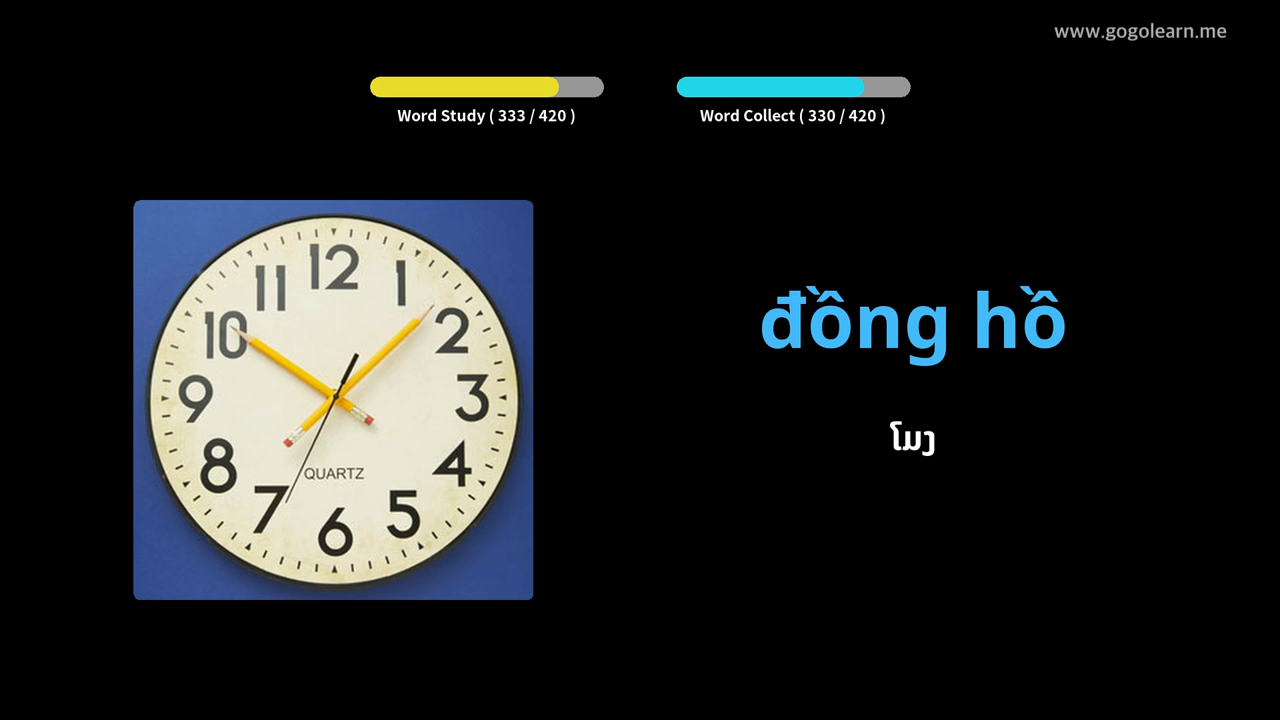 www.gogolearn.me
Word Study ( 333 / 420 )
Word Collect ( 330 / 420 )
12
11
1
10
2
9
3
8
4
7
5
6
QUARTZ
đồng hồ
ໂມງ